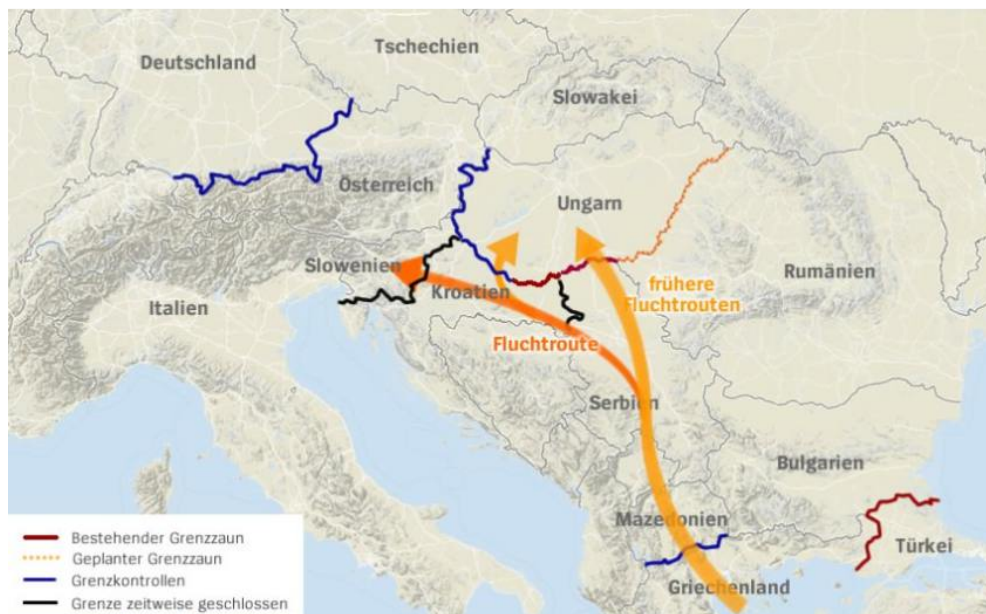 Tschechien
Deutschland
Slowakei
Österreich
Ungarn
Slowenien
Rumänien
Kroatien
frühere
Fluchtrouten
Italien
Fluchtroute
Serbien
Bulgarien
Mazedonien
Türkei
Griechenland
Bestehender Grenzzaun
Geplanter Grenzzaun
Grenzkontrollen
Grenze zeitweise geschlossen